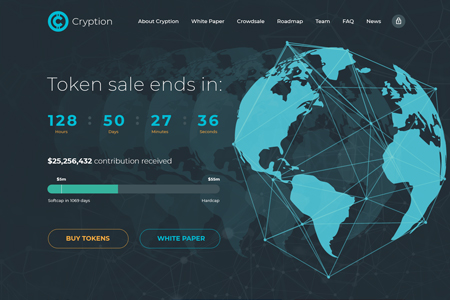 Cryption
About Cryption White Paper Crowdsale Roadmap Team FAQ News
Token sale ends in:
128 : 50 : 27 : 36
Hours Days Minutes Seconds
$25,256,432 contribution received
$5m $55m
Softcap in 1069 days Hardcap
BUY TOKENS WHITE PAPER